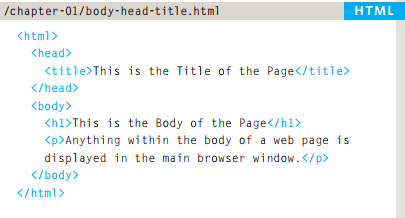 /chapter-01/body-head-title.html HTML
<html>
<head>
<title>This is the Title of the Page</title>
</head>
<body>
<h1>This is the Body of the Page</h1>
<p>Anything within the body of a web page is
displayed in the main browser window.</p>
</body>
</html>